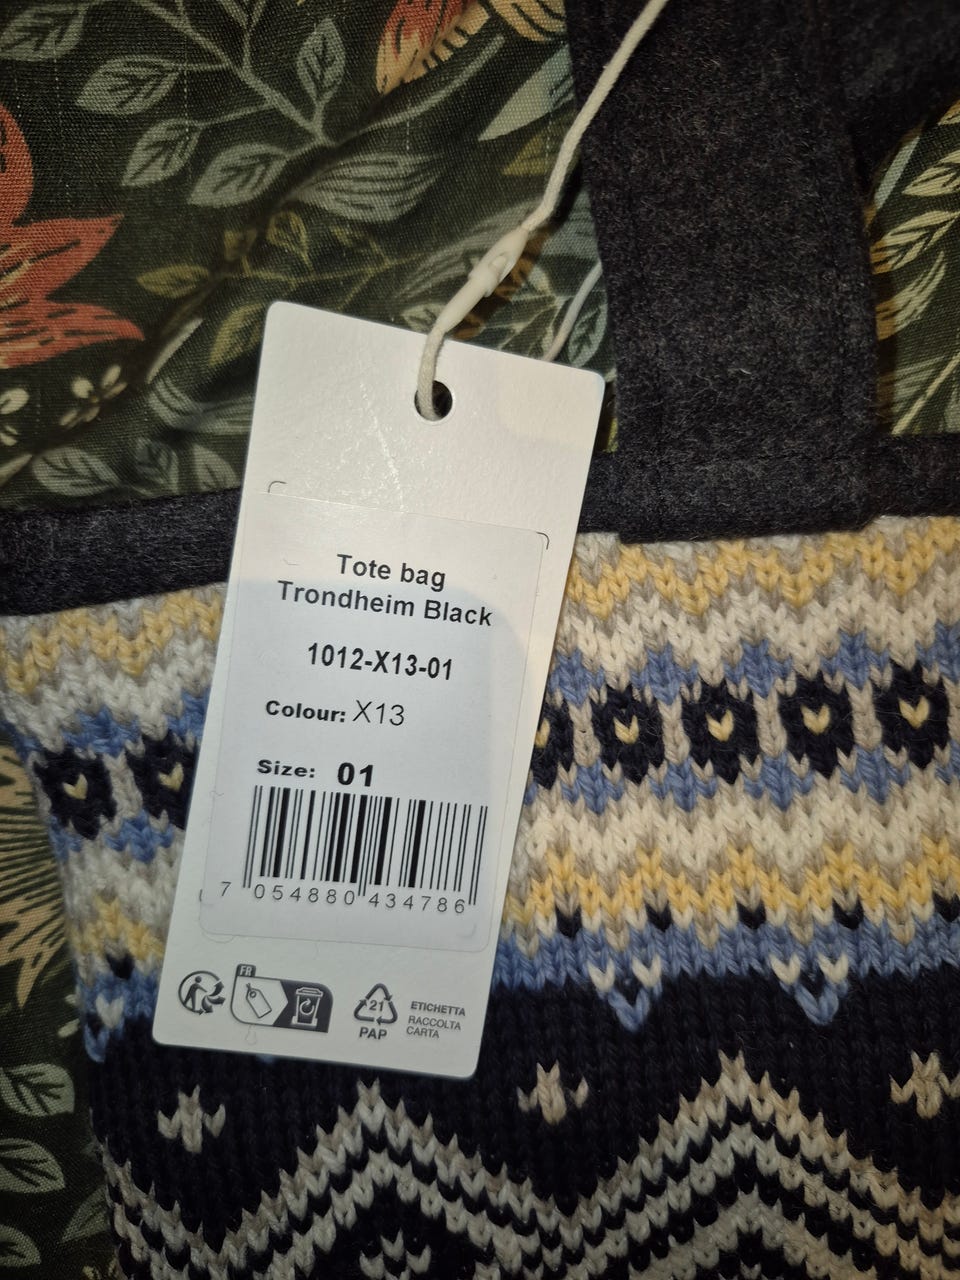 Tote bag
Trondheim Black
1012-X13-01
Colour: X13
Size: 01
7 054880 434786
FR
21
PAP
ETICHETTA
RACCOLTA
CARTA